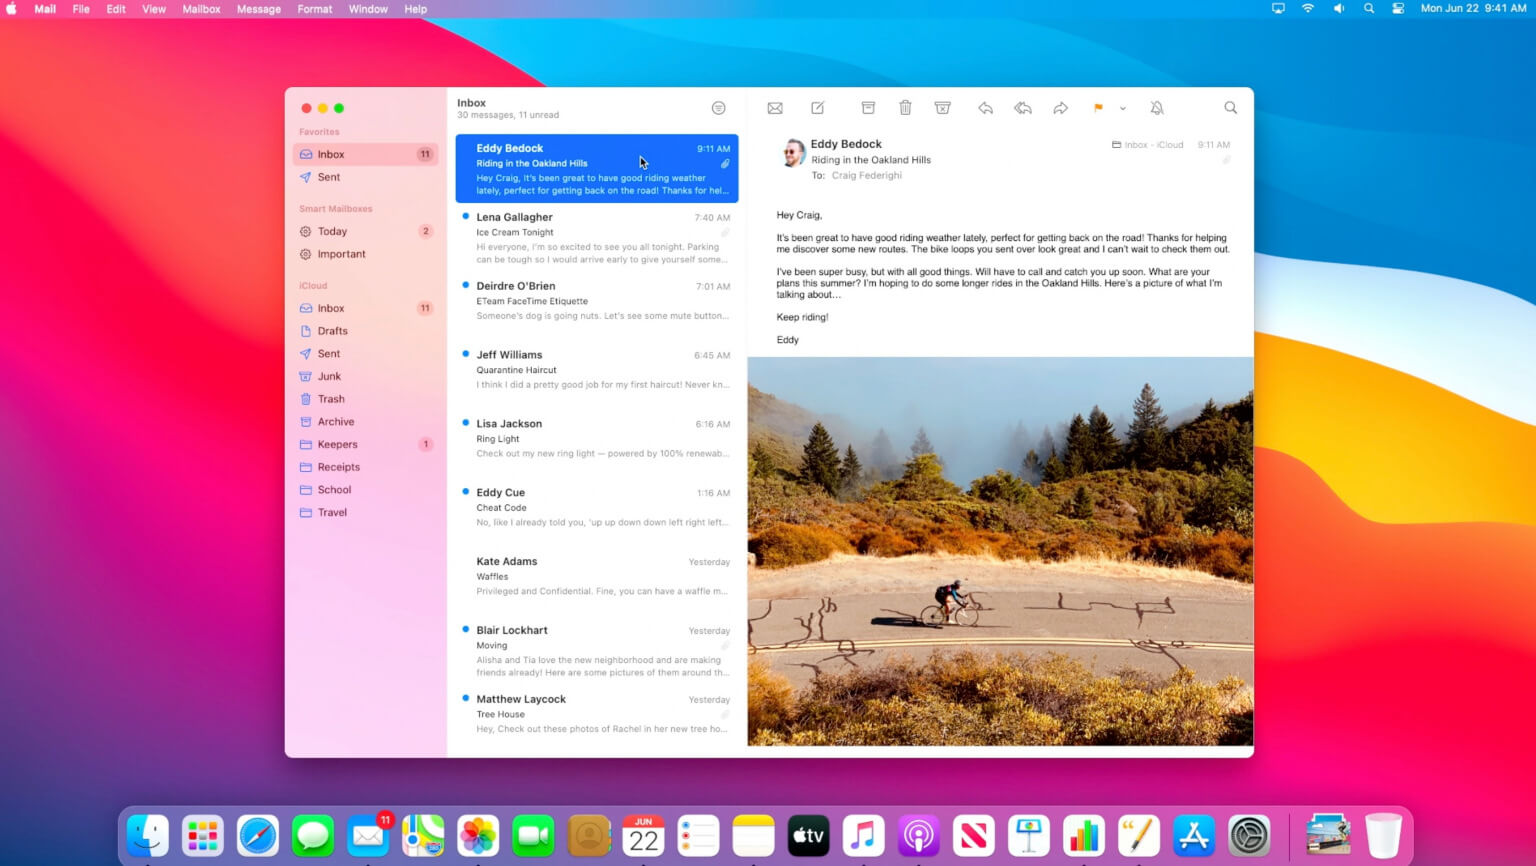 Mail File Edit View Mailbox Message Format Window Help
Mon Jun 22 9:41 AM
Favorites
Inbox 11
Sent
Smart Mailboxes
Today 2
Important
iCloud
Inbox 11
Drafts
Sent
Junk
Trash
Archive
Keepers 1
Receipts
School
Travel
Inbox
30 messages, 11 unread
Eddy Bedock 9:11 AM
Riding in the Oakland Hills
Hey Craig, It's been great to have good riding weather
lately, perfect for getting back on the road! Thanks for hel...
Lena Gallagher 7:40 AM
Ice Cream Tonight
Hi everyone, I'm so excited to see you all tonight. Parking
can be tough so I would arrive early to give yourself some...
Deirdre O'Brien 7:01 AM
ETeam FaceTime Etiquette
Someone's dog is going nuts. Let's see some mute button...
Jeff Williams 6:45 AM
Quarantine Haircut
I think I did a pretty good job for my first haircut! Never kn...
Lisa Jackson 6:16 AM
Ring Light
Check out my new ring light — powered by 100% renewab...
Eddy Cue 1:16 AM
Cheat Code
No, like I already told you, 'up up down down left right left...
Kate Adams Yesterday
Waffles
Privileged and Confidential. Fine, you can have a waffle m...
Blair Lockhart Yesterday
Moving
Alisha and Tia love the new neighborhood and are making
friends already! Here are some pictures of them around th...
Matthew Laycock Yesterday
Tree House
Hey, Check out these photos of Rachel in her new tree ho...
Eddy Bedock Inbox - iCloud 9:11 AM
Riding in the Oakland Hills
To: Craig Federighi
Hey Craig,
It's been great to have good riding weather lately, perfect for getting back on the road! Thanks for helping
me discover some new routes. The bike loops you sent over look great and I can't wait to check them out.
I've been super busy, but with all good things. Will have to call and catch you up soon. What are your
plans this summer? I'm hoping to do some longer rides in the Oakland Hills. Here's a picture of what I'm
talking about…
Keep riding!
Eddy
11
JUN
22
tv